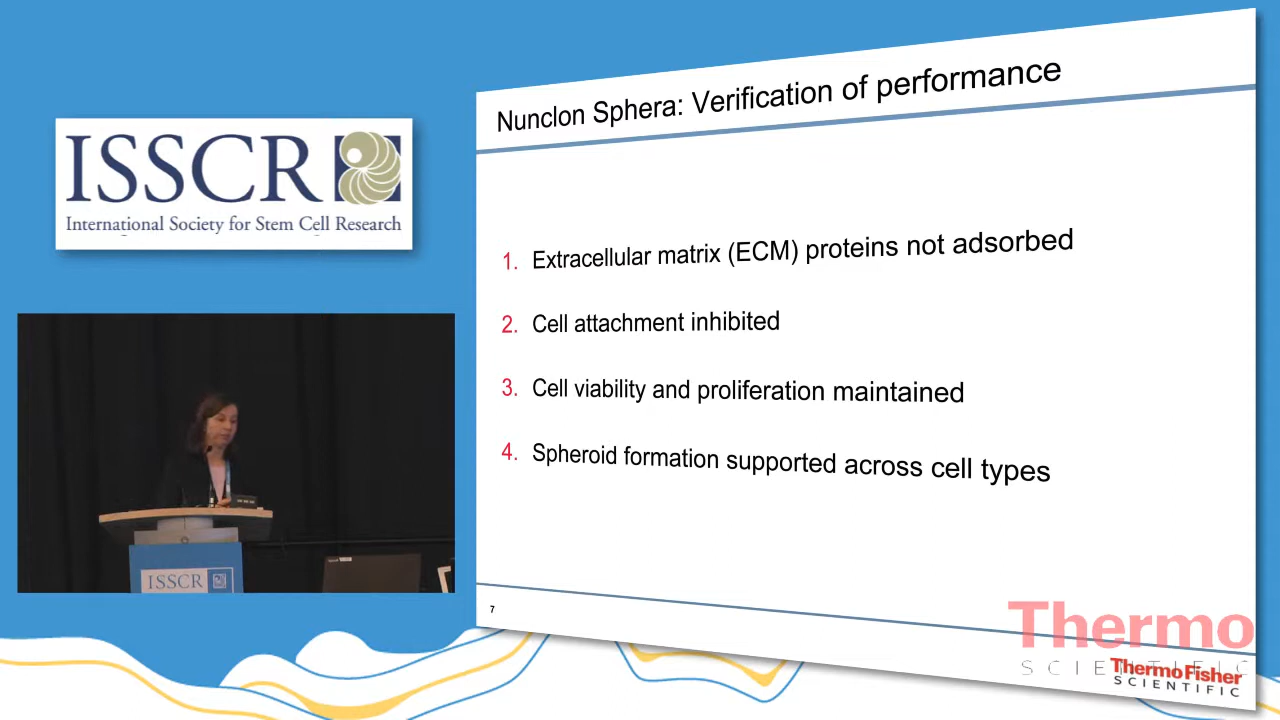 ISSCR
International Society for Stem Cell Research
Nunclon Sphera: Verification of performance
1. Extracellular matrix (ECM) proteins not adsorbed
2. Cell attachment inhibited
3. Cell viability and proliferation maintained
4. Spheroid formation supported across cell types
ISSCR
7
Thermo
SCIENTIFIC
ThermoFisher
SCIENTIFIC